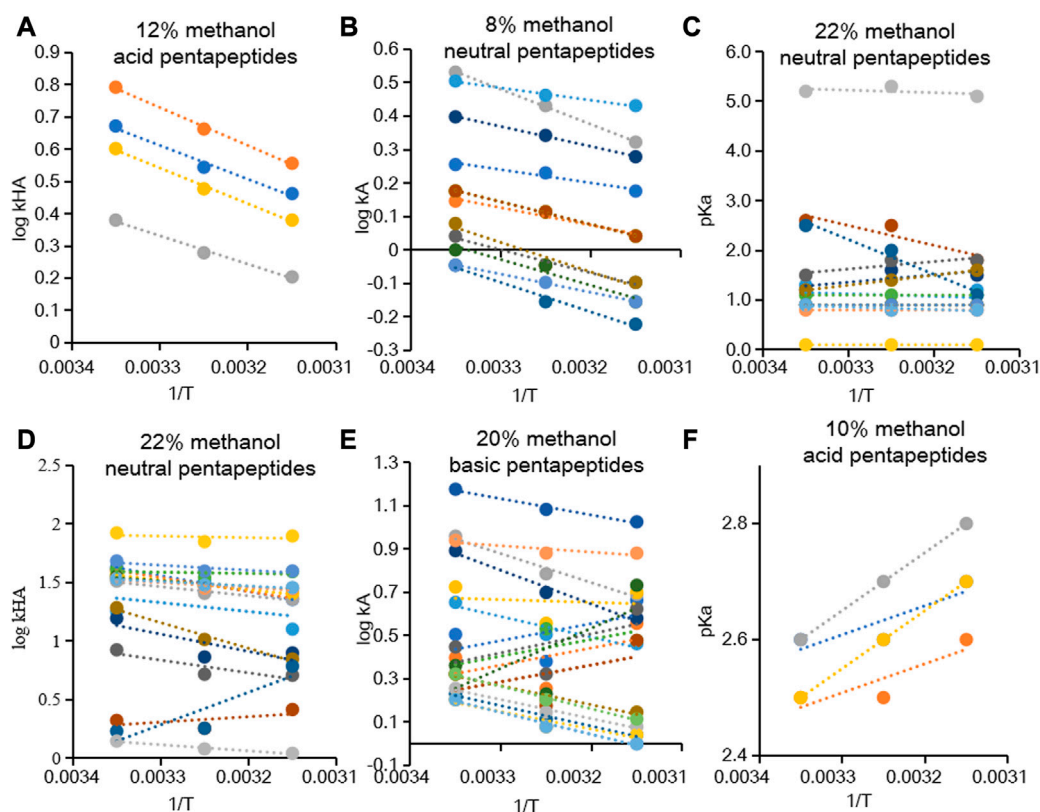 A
12% methanol
acid pentapeptides
0.9
0.8
0.7
0.6
0.5
0.4
0.3
0.2
0.1
0
log kHA
0.0034 0.0033 0.0032 0.0031
1/T
B
8% methanol
neutral pentapeptides
0.6
0.5
0.4
0.3
0.2
0.1
0
-0.1
-0.2
-0.3
log kA
0.0034 0.0033 0.0032 0.0031
1/T
C
22% methanol
neutral pentapeptides
6.0
5.0
4.0
3.0
2.0
1.0
0.0
pKa
0.0034 0.0033 0.0032 0.0031
1/T
D
22% methanol
neutral pentapeptides
2.5
2
1.5
1
0.5
0
log kHA
0.0034 0.0033 0.0032 0.0031
1/T
E
20% methanol
basic pentapeptides
1.3
1.1
0.9
0.7
0.5
0.3
0.1
-0.1
log kA
0.0034 0.0033 0.0032 0.0031
1/T
F
10% methanol
acid pentapeptides
2.8
2.6
2.4
pKa
0.0034 0.0033 0.0032 0.0031
1/T